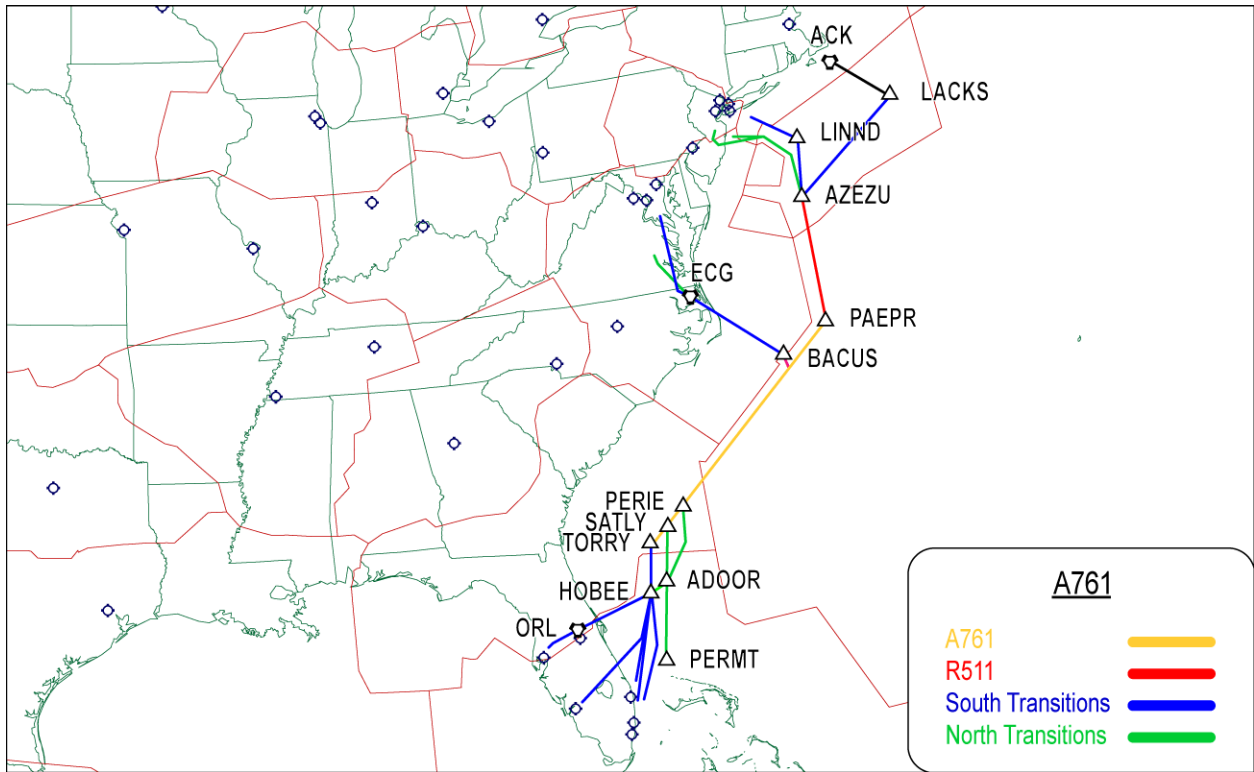 ACK
LACKS
LINND
AZEZU
ECG
PAEPR
BACUS
PERIE
SATLY
TORRY
ADOOR
HOBEE
ORL
PERMT
A761
A761
R511
South Transitions
North Transitions